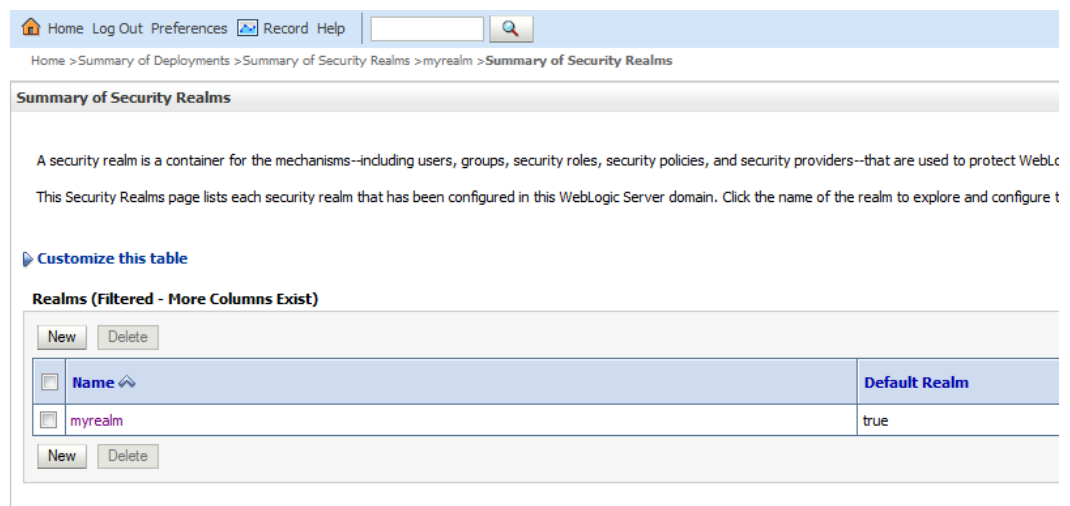 Home Log Out Preferences Record Help
Home >Summary of Deployments >Summary of Security Realms >myrealm >Summary of Security Realms
Summary of Security Realms
A security realm is a container for the mechanisms--including users, groups, security roles, security policies, and security providers--that are used to protect WebLo
This Security Realms page lists each security realm that has been configured in this WebLogic Server domain. Click the name of the realm to explore and configure t
Customize this table
Realms (Filtered - More Columns Exist)
New Delete
Name Default Realm
myrealm true
New Delete